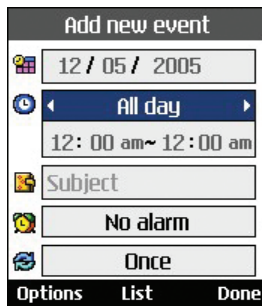 Add new event
12 / 05 / 2005
All day
12: 00 am~ 12: 00 am
Subject
No alarm
Once
Options List Done